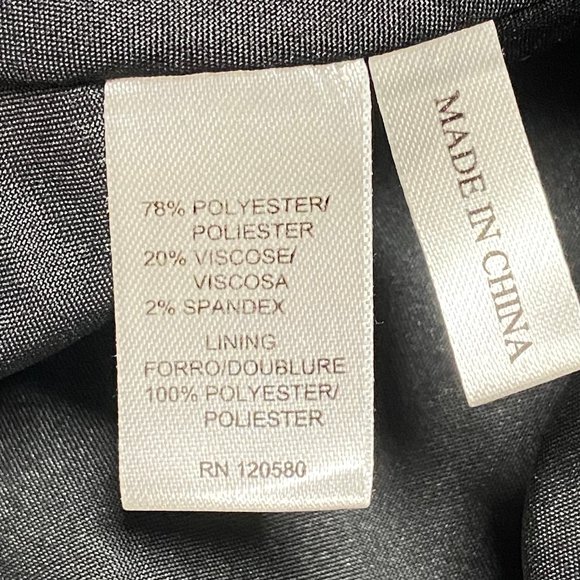 78% POLYESTER/
POLIESTER
20% VISCOSE/
VISCOSA
2% SPANDEX
LINING
FORRO/DOUBLURE
100% POLYESTER/
POLIESTER
RN 120580
MADE IN CHINA